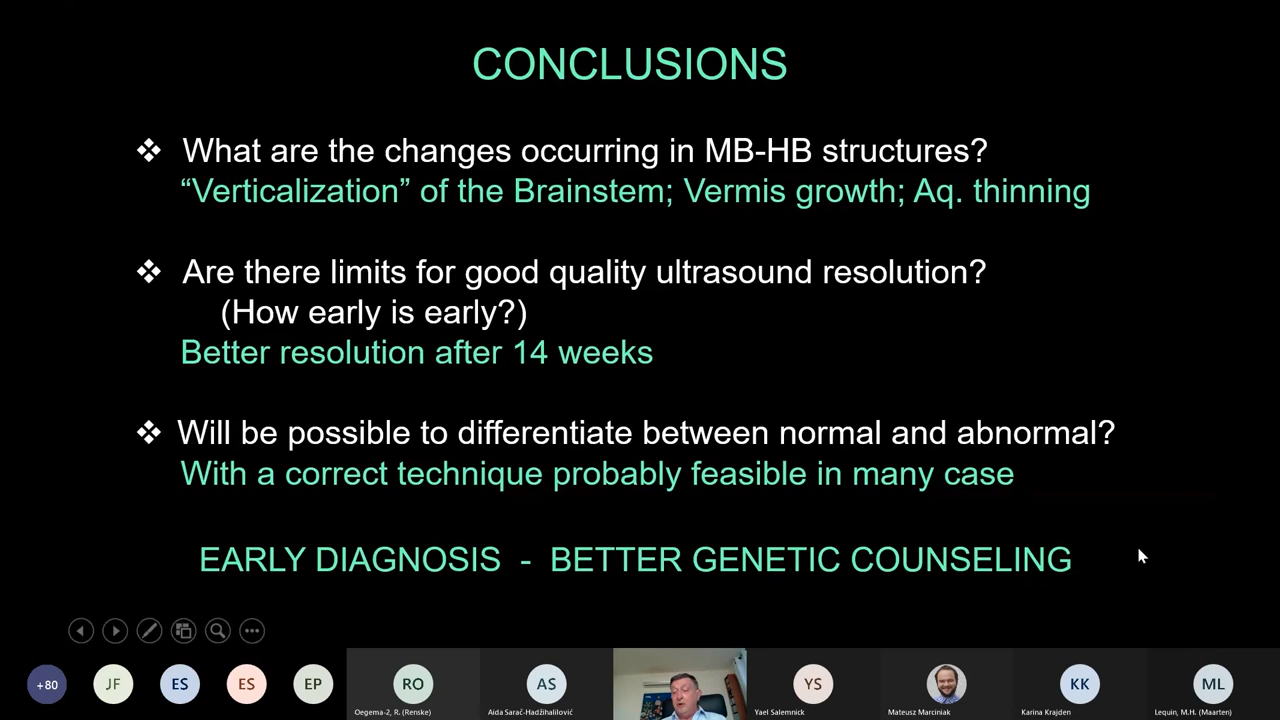 CONCLUSIONS
❖ What are the changes occurring in MB-HB structures?
“Verticalization” of the Brainstem; Vermis growth; Aq. thinning
❖ Are there limits for good quality ultrasound resolution?
(How early is early?)
Better resolution after 14 weeks
❖ Will be possible to differentiate between normal and abnormal?
With a correct technique probably feasible in many case
EARLY DIAGNOSIS - BETTER GENETIC COUNSELING
+80 JF ES ES EP RO AS YS KK ML
Oegema-2, R. (Renske) Aida Sarač-Hadžihalilović Yael Salemnick Mateusz Marciniak Karina Krajden Lequin, M.H. (Maarten)